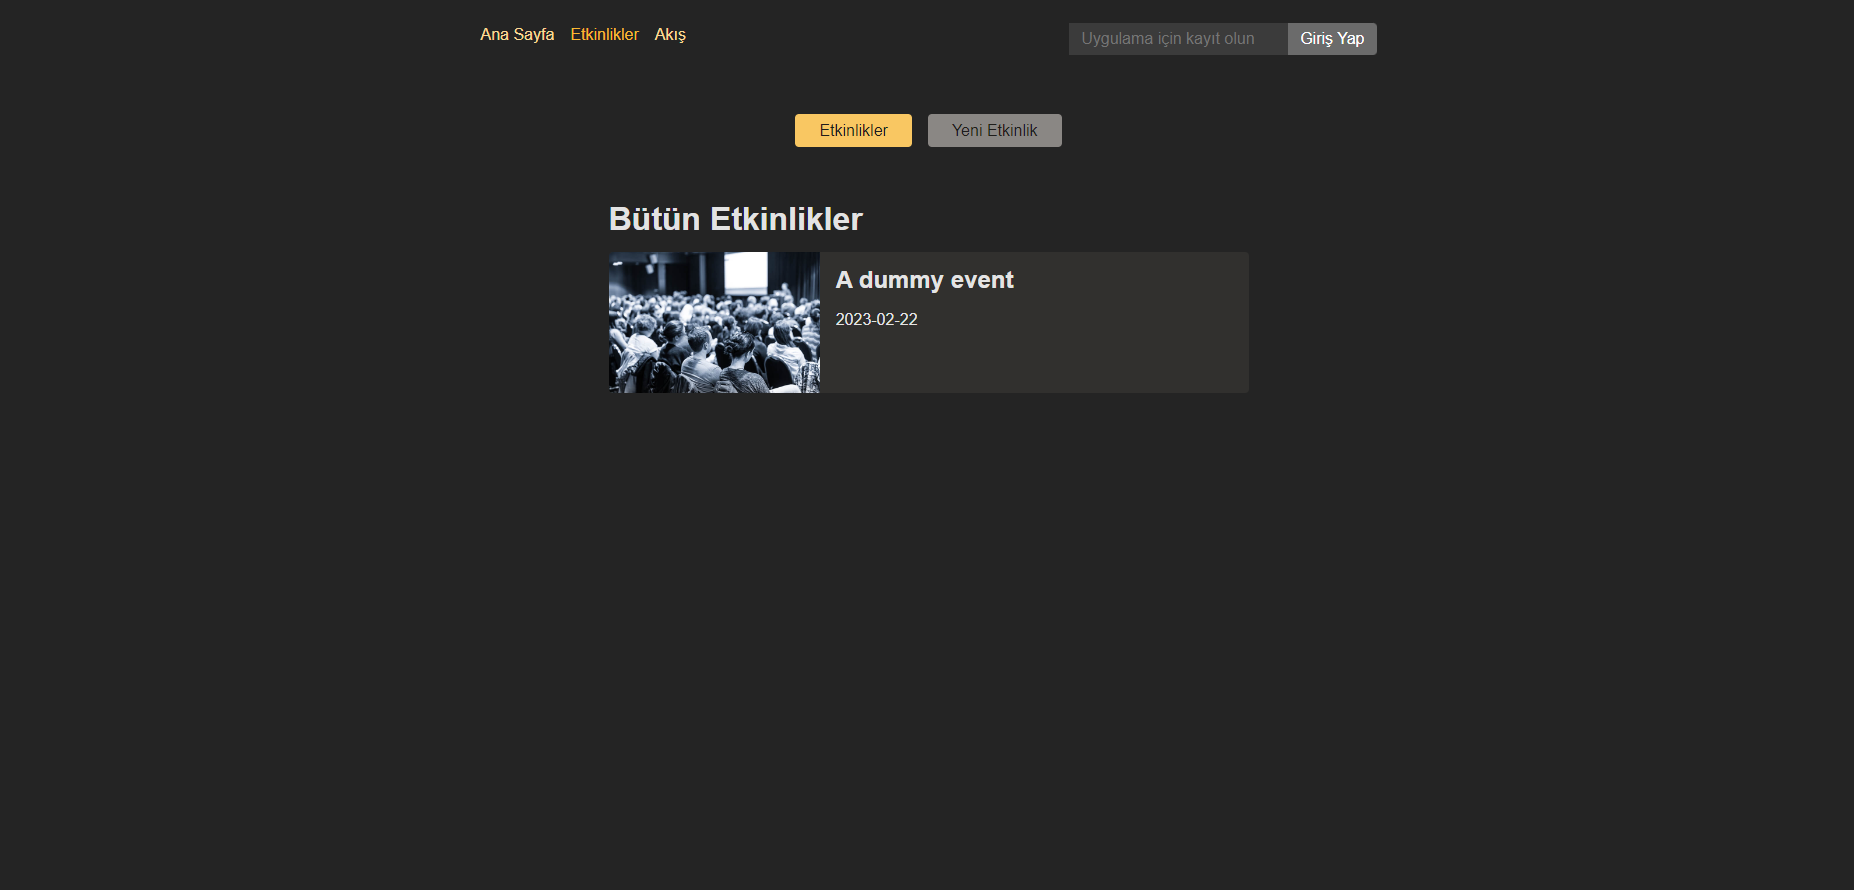 Ana Sayfa Etkinlikler Akış
Uygulama için kayıt olun Giriş Yap
Etkinlikler Yeni Etkinlik
Bütün Etkinlikler
A dummy event
2023-02-22